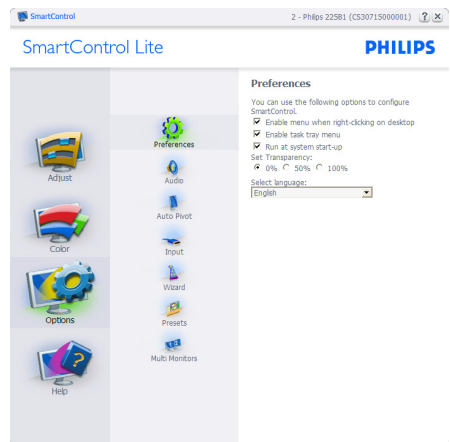 SmartControl
2 - Philips 225B1 (CS30715000001)
SmartControl Lite
PHILIPS
Adjust
Color
Options
Help
Preferences
Audio
Auto Pivot
Input
Wizard
Presets
Multi Monitors
Preferences
You can use the following options to configure
SmartControl.
Enable menu when right-clicking on desktop
Enable task tray menu
Run at system start-up
Set Transparency:
0% 50% 100%
Select language:
English